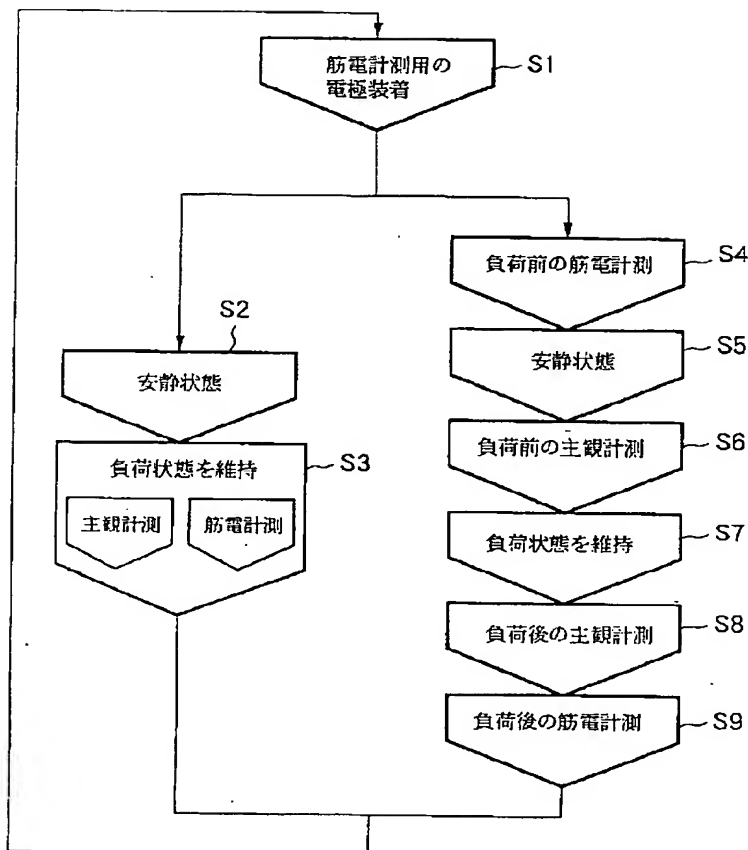 筋電計測用の
電極装着
S1
S2
安静状態
負荷状態を維持
S3
主観計測
筋電計測
負荷前の筋電計測
S4
安静状態
S5
負荷前の主観計測
S6
負荷状態を維持
S7
負荷後の主観計測
S8
負荷後の筋電計測
S9